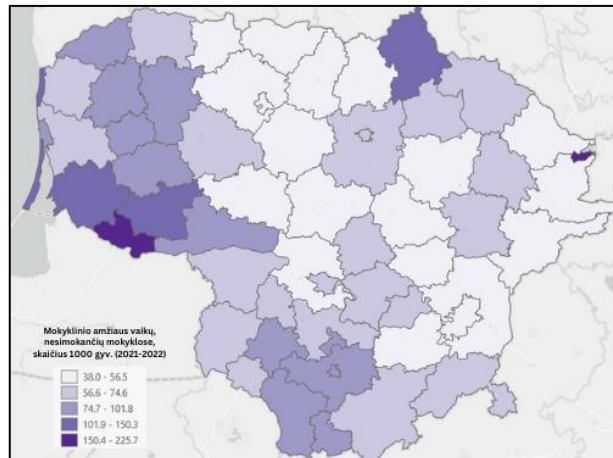 Mokyklinio amžiaus vaikų,
nesimokančių mokyklose,
skaičius 1000 gyv. (2021-2022)
38.0 - 56.5
56.6 - 74.6
74.7 - 101.8
101.9 - 150.3
150.4 - 225.7